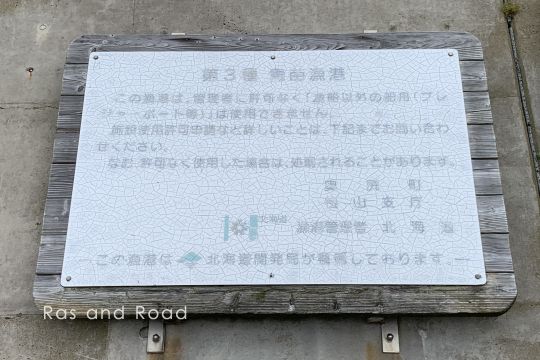 第3種 青苗漁港
この漁港は、管理者に許可なく「漁船以外の船舶(プレ
ジャーボート等)」は使用できません。
施設使用許可申請など詳しいことは、下記までお問い合わ
せください。
なお、許可なく使用した場合は、処罰されることがあります。
奥尻町
檜山支庁
北海道
漁港管理者 北海道
この漁港は 北海道開発局が整備しております。
Ros and Road